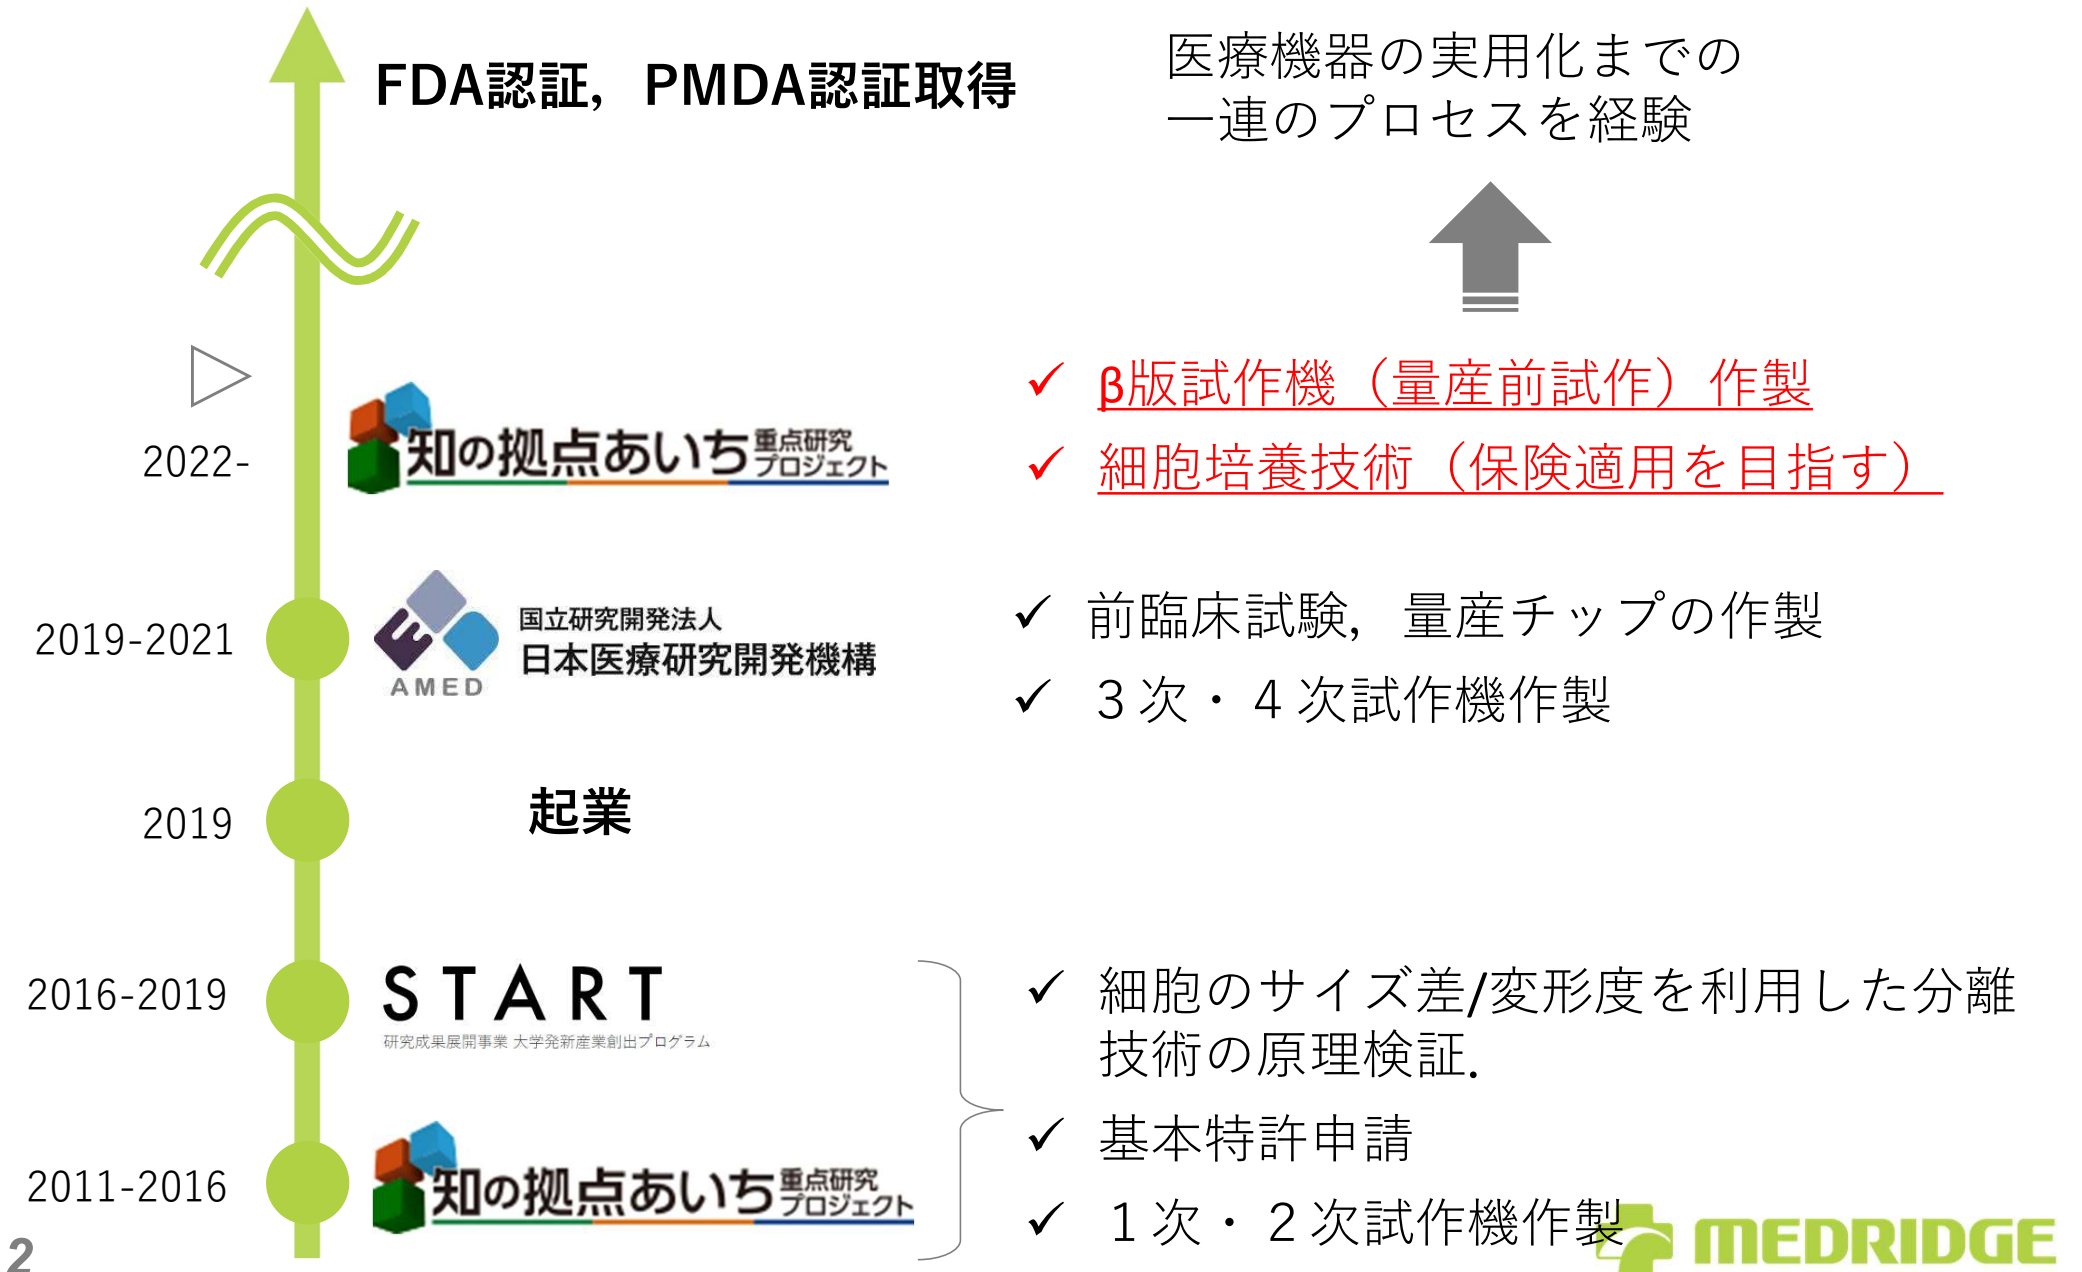 FDA認証，PMDA認証取得
医療機器の実用化までの
一連のプロセスを経験
2022-
知の拠点あいち 重点研究
プロジェクト
✓ β版試作機（量産前試作）作製
✓ 細胞培養技術（保険適用を目指す）
2019-2021
AMED
国立研究開発法人
日本医療研究開発機構
✓ 前臨床試験，量産チップの作製
✓ ３次・４次試作機作製
2019
起業
2016-2019
START
研究成果展開事業 大学発新産業創出プログラム
✓ 細胞のサイズ差/変形度を利用した分離
技術の原理検証．
✓ 基本特許申請
✓ １次・２次試作機作製
2011-2016
知の拠点あいち 重点研究
プロジェクト
2
MEDRIDGE